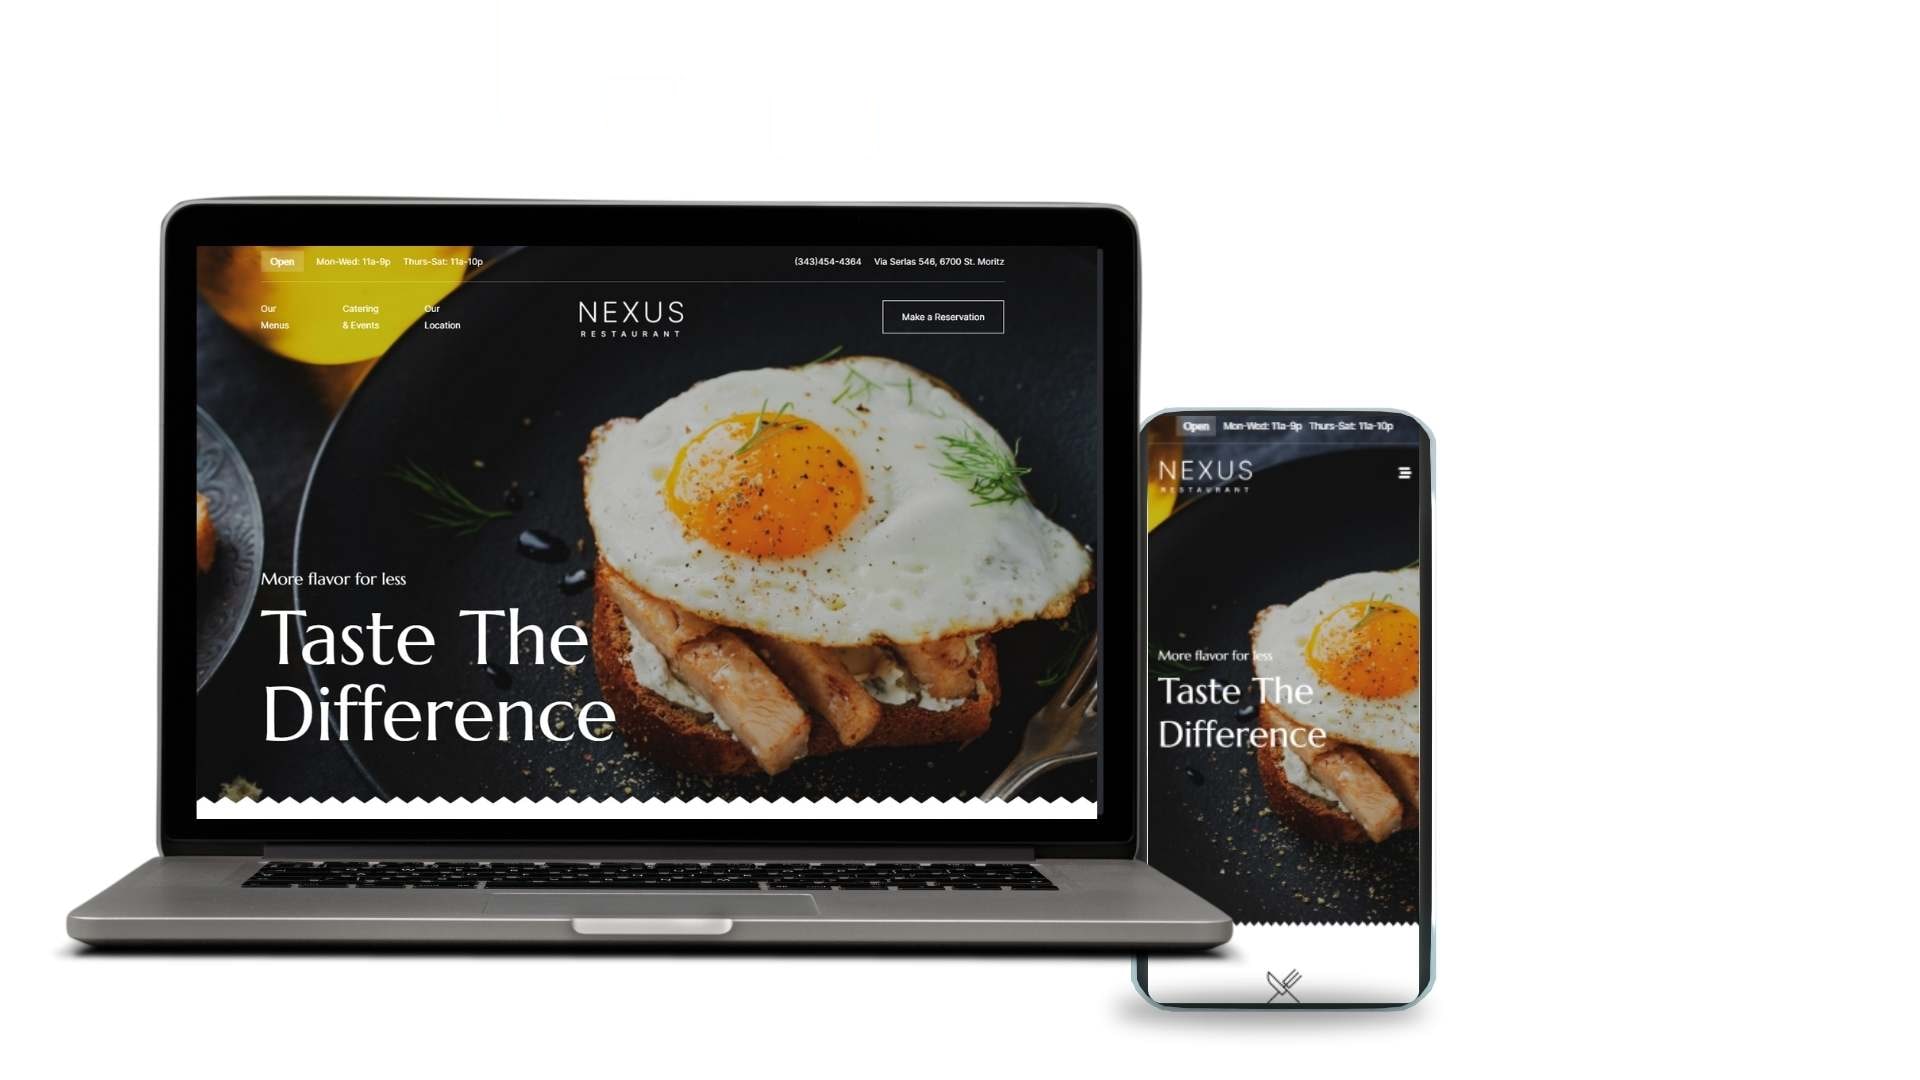 Open Mon-Wed: 11a-9p Thurs-Sat: 11a-10p (343)454-4364 Via Serlas 546, 6700 St. Moritz
Our Menus
Catering & Events
Our Location
NEXUS
RESTAURANT
Make a Reservation
More flavor for less
Taste The
Difference
Open Mon-Wed: 11a-9p Thurs-Sat: 11a-10p
NEXUS
RESTAURANT
More flavor for less
Taste The
Difference